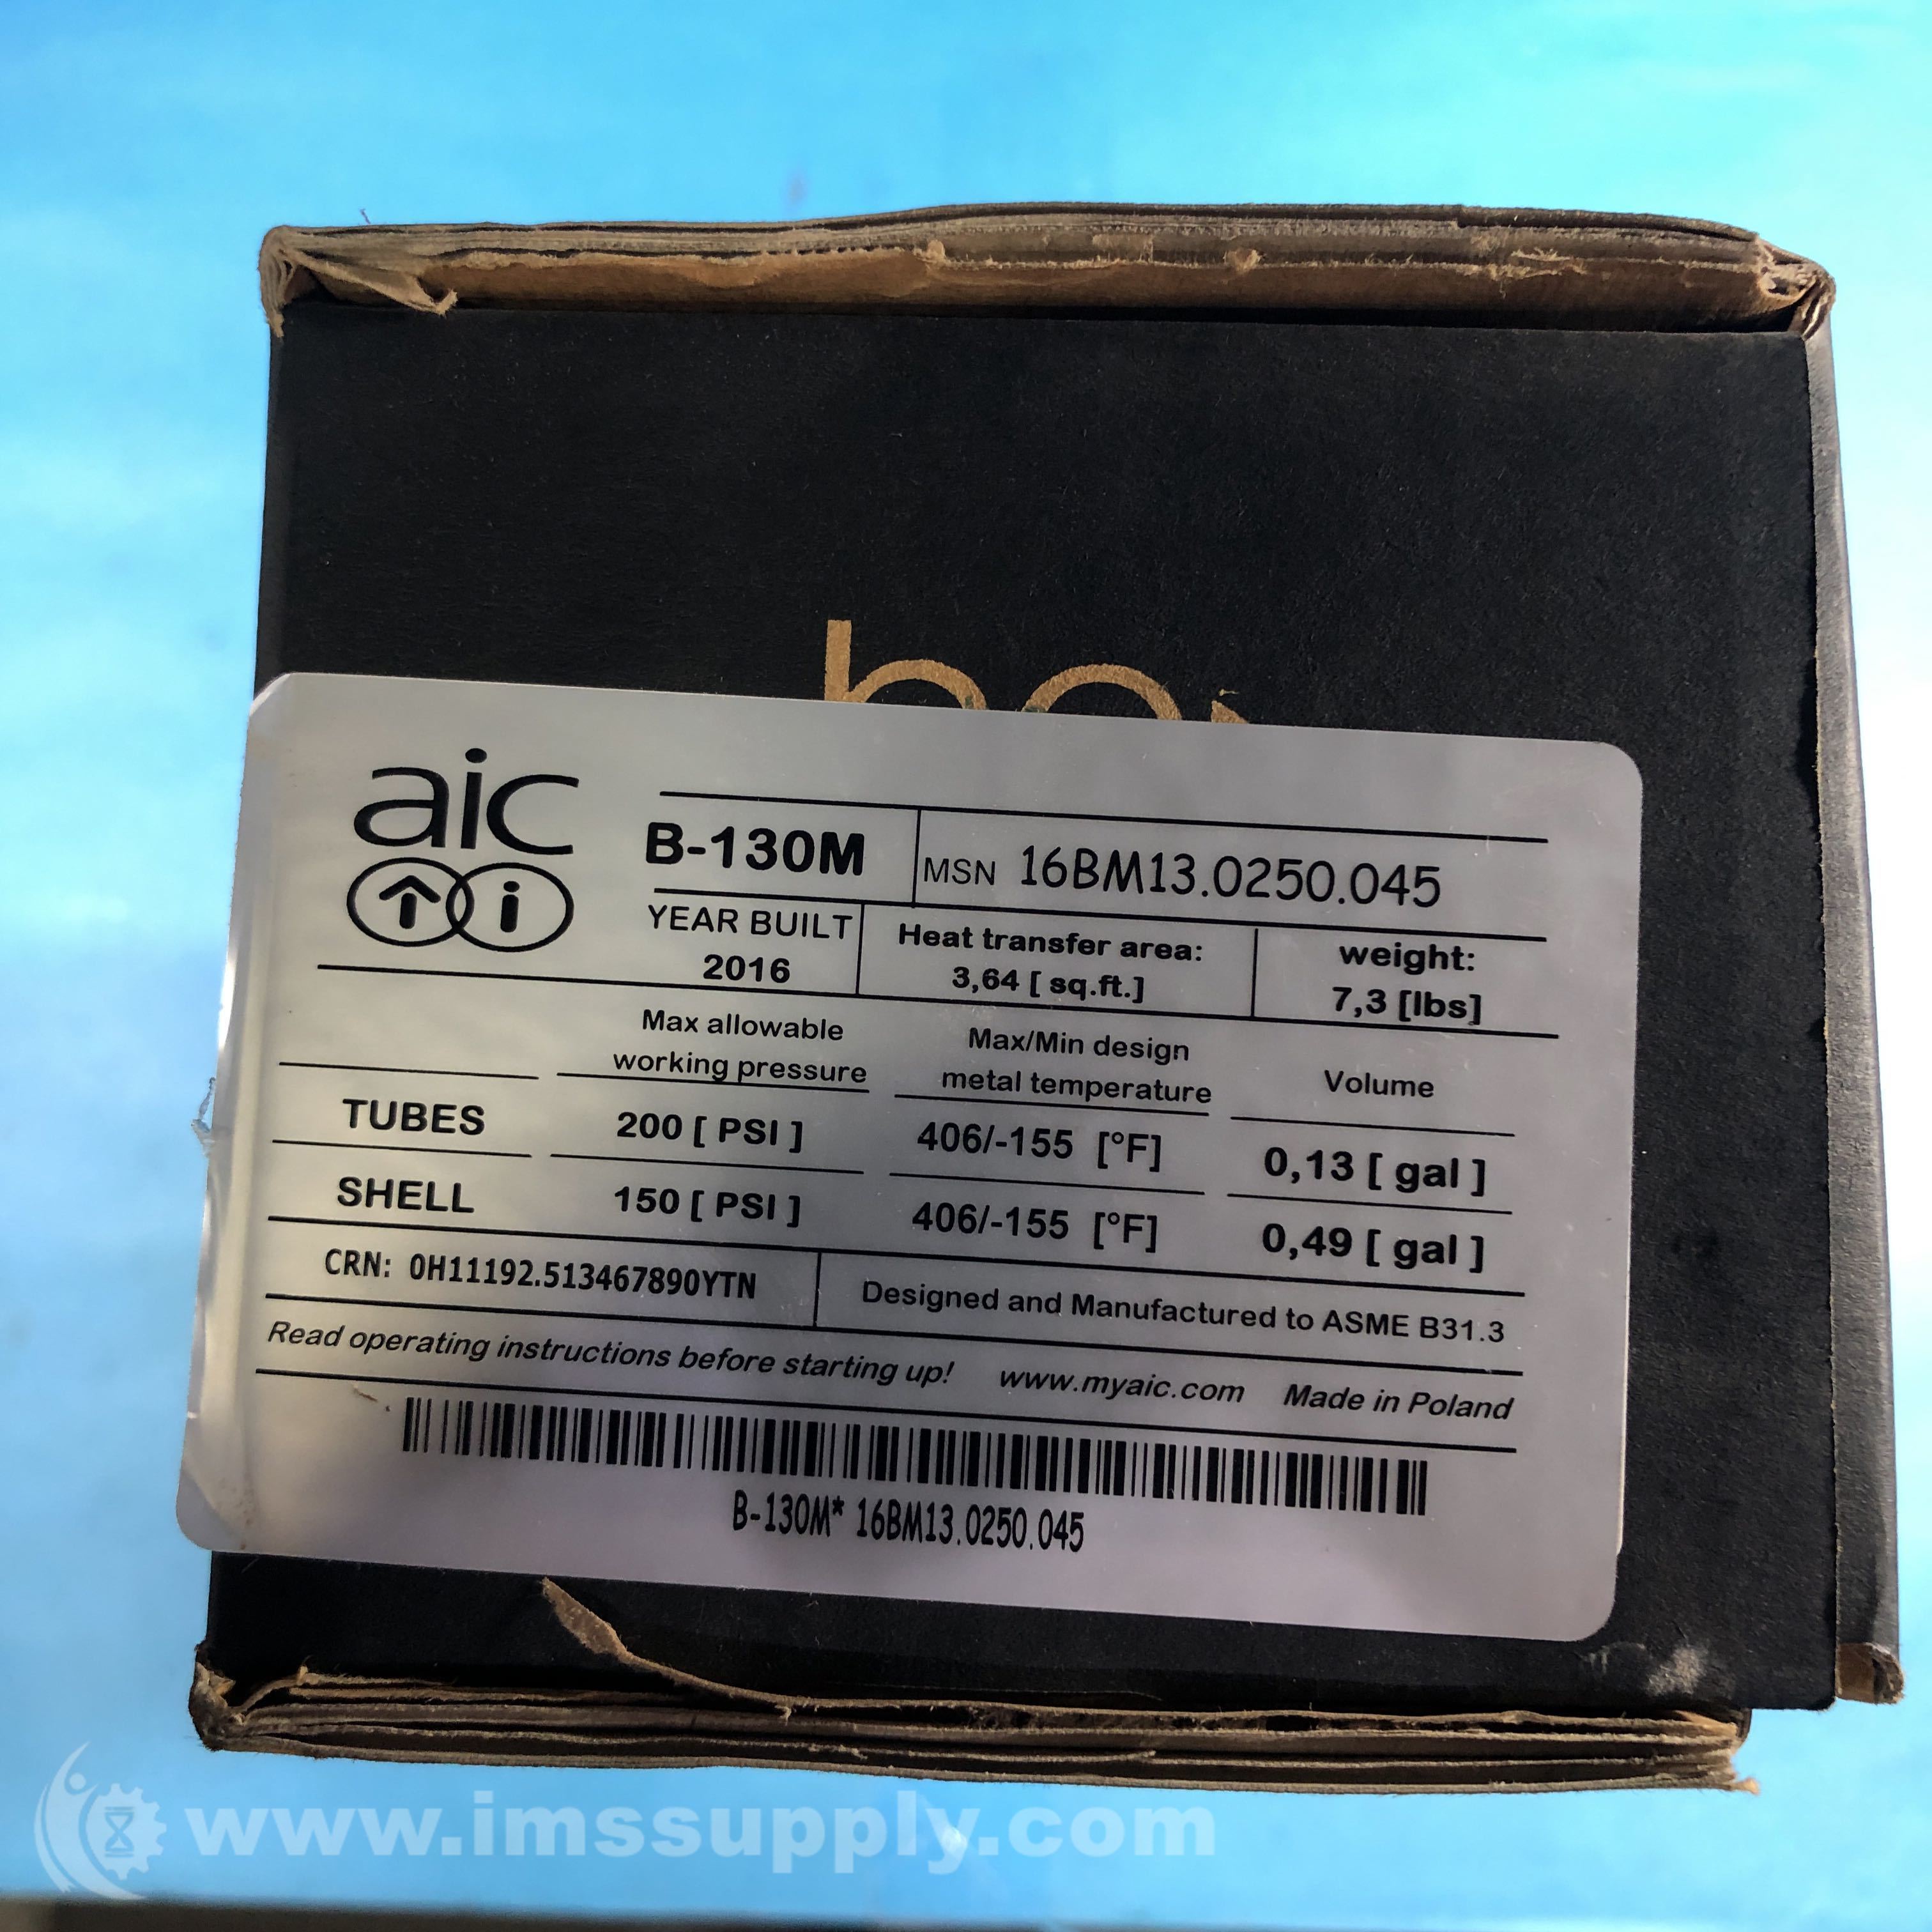 aic
B-130M
MSN 16BM13.0250.045
YEAR BUILT
2016
Heat transfer area:
3,64 [ sq.ft.]
weight:
7,3 [lbs]
Max allowable
working pressure
Max/Min design
metal temperature
Volume
TUBES 200 [ PSI ] 406/-155 [°F] 0,13 [ gal ]
SHELL 150 [ PSI ] 406/-155 [°F] 0,49 [ gal ]
CRN: 0H11192.513467890YTN
Designed and Manufactured to ASME B31.3
Read operating instructions before starting up! www.myaic.com Made in Poland
B-130M* 16BM13.0250.045
www.imssupply.com